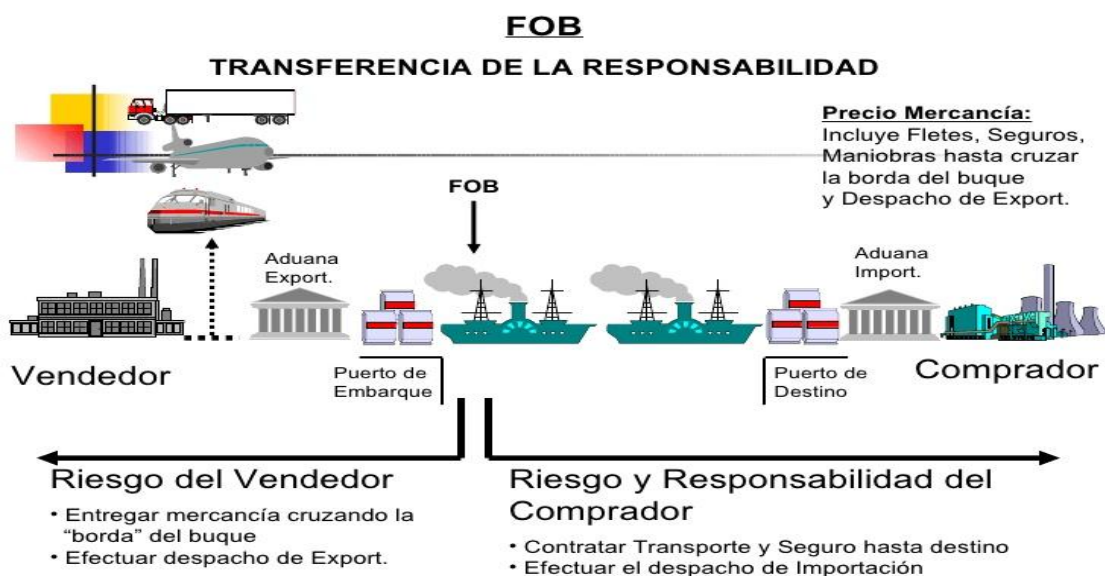 FOB
TRANSFERENCIA DE LA RESPONSABILIDAD
Precio Mercancía:
Incluye Fletes, Seguros,
Maniobras hasta cruzar
la borda del buque
y Despacho de Export.
FOB
Aduana
Export.
Aduana
Import.
Vendedor
Puerto de
Embarque
Puerto de
Destino
Comprador
Riesgo del Vendedor
• Entregar mercancía cruzando la
“borda” del buque
• Efectuar despacho de Export.
Riesgo y Responsabilidad del
Comprador
• Contratar Transporte y Seguro hasta destino
• Efectuar el despacho de Importación